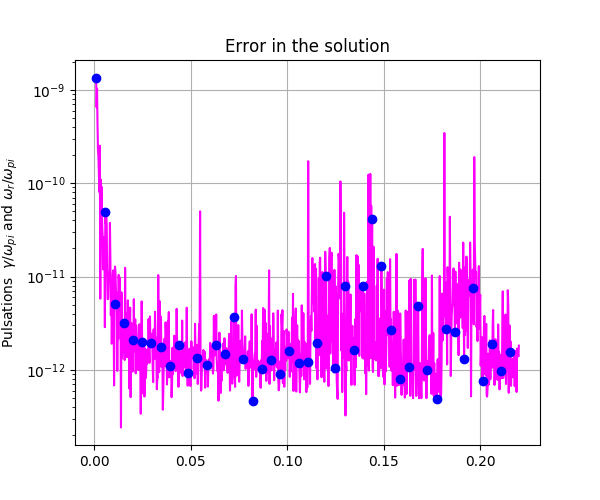 Error in the solution
Pulsations γ/ω_pi and ω_r/ω_pi
10⁻⁹
10⁻¹⁰
10⁻¹¹
10⁻¹²
0.00 0.05 0.10 0.15 0.20